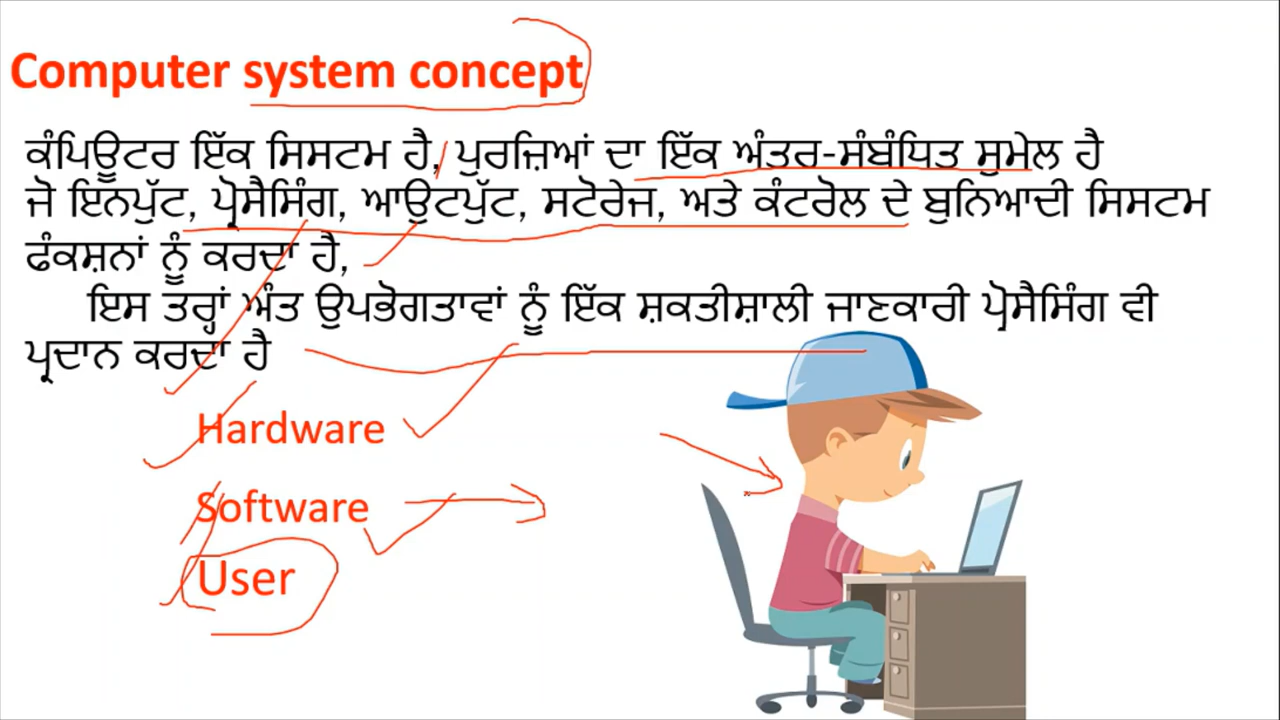 Computer system concept
ਕੰਪਿਊਟਰ ਇੱਕ ਸਿਸਟਮ ਹੈ, ਪੁਰਜ਼ਿਆਂ ਦਾ ਇੱਕ ਅੰਤਰ-ਸੰਬੰਧਿਤ ਸੁਮੇਲ ਹੈ
ਜੋ ਇਨਪੁੱਟ, ਪ੍ਰੋਸੈਸਿੰਗ, ਆਉਟਪੁੱਟ, ਸਟੋਰੇਜ, ਅਤੇ ਕੰਟਰੋਲ ਦੇ ਬੁਨਿਆਦੀ ਸਿਸਟਮ
ਫੰਕਸ਼ਨਾਂ ਨੂੰ ਕਰਦਾ ਹੈ,
ਇਸ ਤਰ੍ਹਾਂ ਅੰਤ ਉਪਭੋਗਤਾਵਾਂ ਨੂੰ ਇੱਕ ਸ਼ਕਤੀਸ਼ਾਲੀ ਜਾਣਕਾਰੀ ਪ੍ਰੋਸੈਸਿੰਗ ਵੀ
ਪ੍ਰਦਾਨ ਕਰਦਾ ਹੈ
Hardware
Software
User